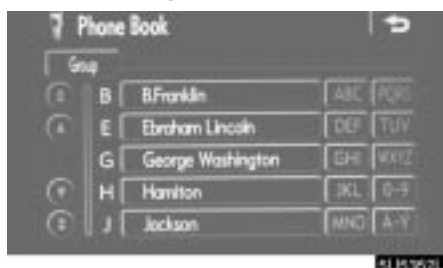 Phone Book
Group
B B.Franklin ABC PQRS
E Ebraham Lincoln DEF TUV
G George Washington GHI WXYZ
H Hamiton JKL 0-9
J Jackson MNO A-Y